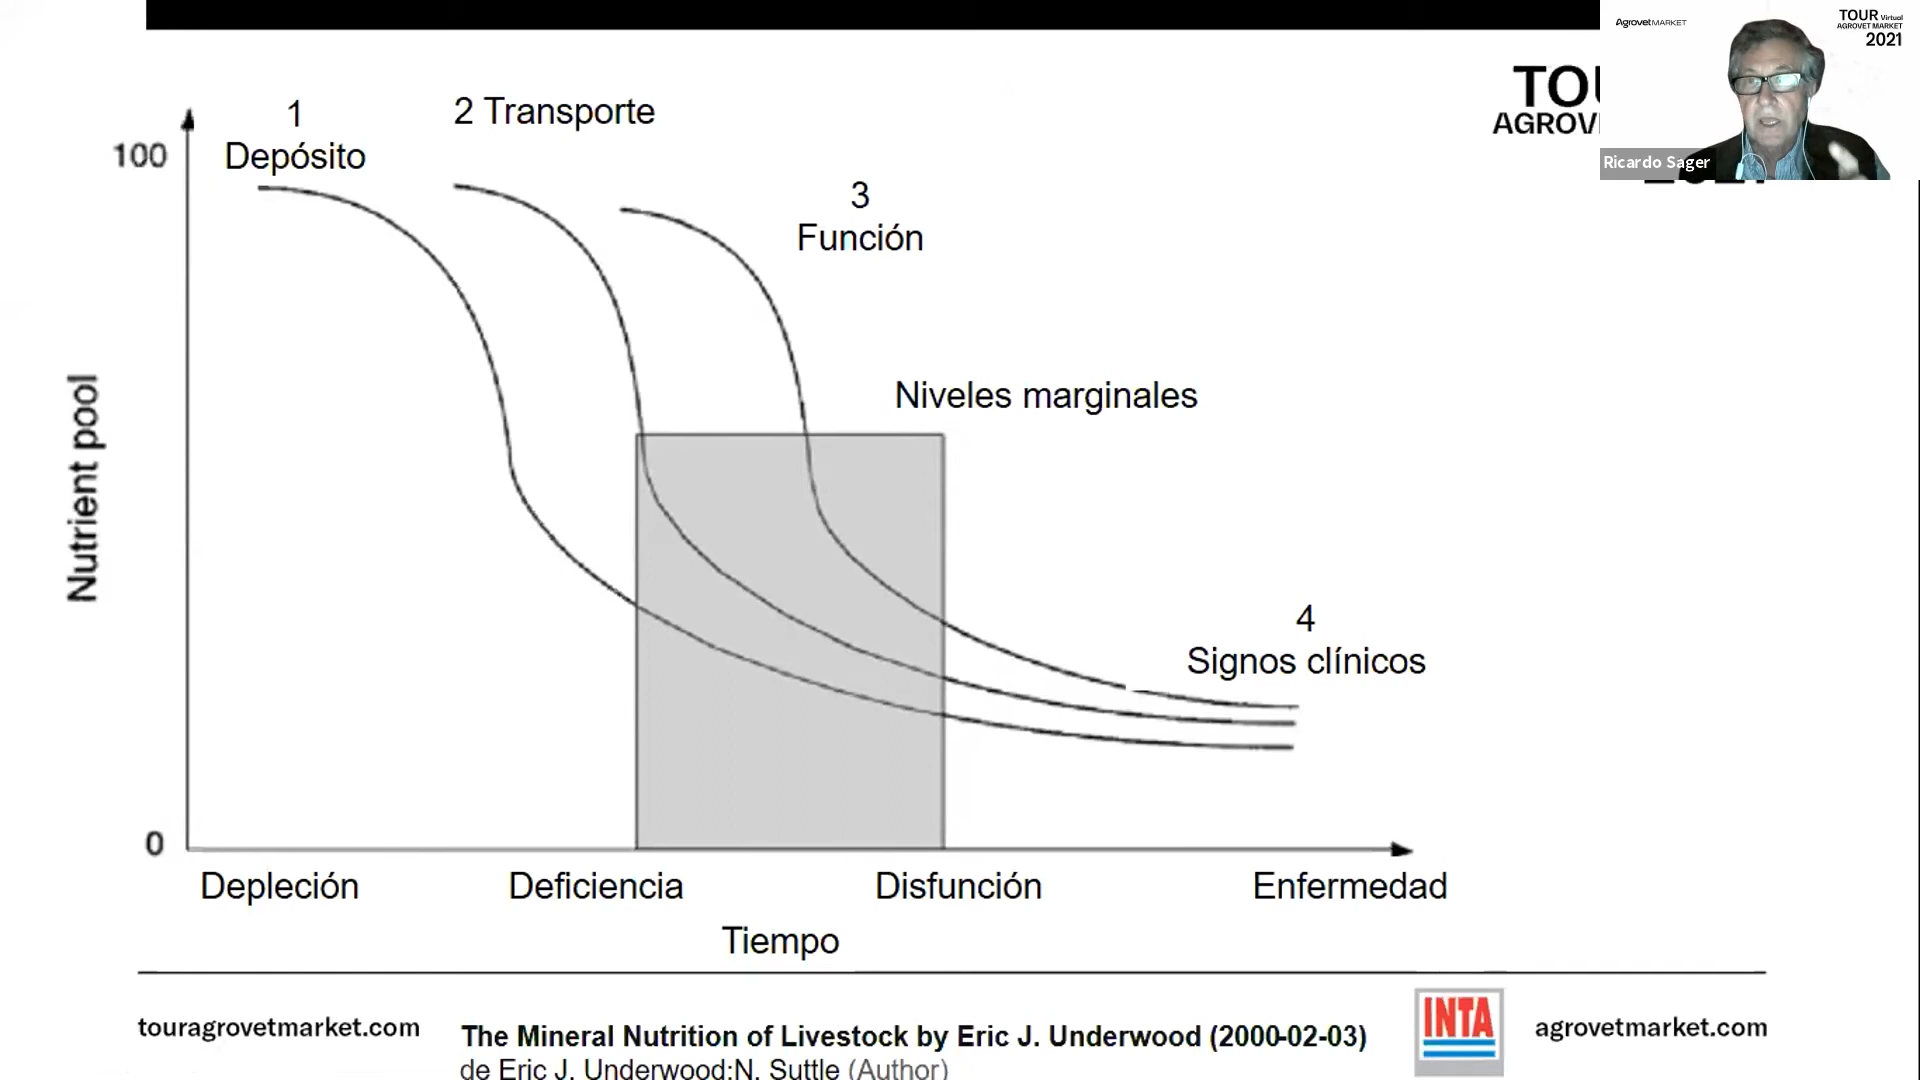 AgrovetMARKET
TOUR Virtual
AGROVET MARKET
2021
Ricardo Sager
1
Depósito
2 Transporte
100
3
Función
Niveles marginales
Nutrient pool
4
Signos clínicos
0
Depleción
Deficiencia
Disfunción
Enfermedad
Tiempo
touragrovetmarket.com
The Mineral Nutrition of Livestock by Eric J. Underwood (2000-02-03)
de Eric J. Underwood;N. Suttle (Author)
INTA
agrovetmarket.com